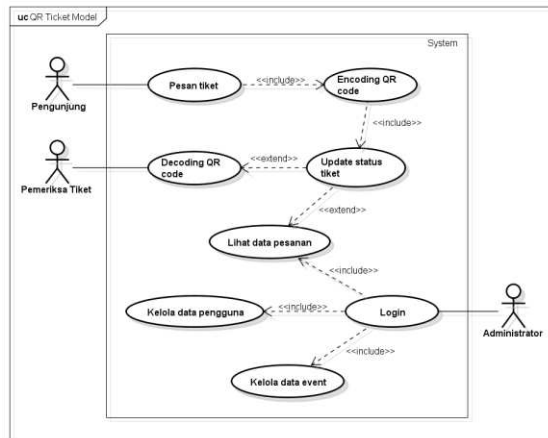 uc QR Ticket Model
System
Pesan tiket
<<include>>
Encoding QR
code
Pengunjung
<<include>>
Decoding QR
code
<<extend>>
Update status
tiket
Pemeriksa Tiket
<<extend>>
Lihat data pesanan
<<include>>
Kelola data pengguna
<<include>>
Login
Administrator
<<include>>
Kelola data event